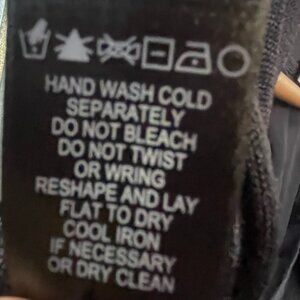 HAND WASH COLD
SEPARATELY
DO NOT BLEACH
DO NOT TWIST
OR WRING
RESHAPE AND LAY
FLAT TO DRY
COOL IRON
IF NECESSARY
OR DRY CLEAN